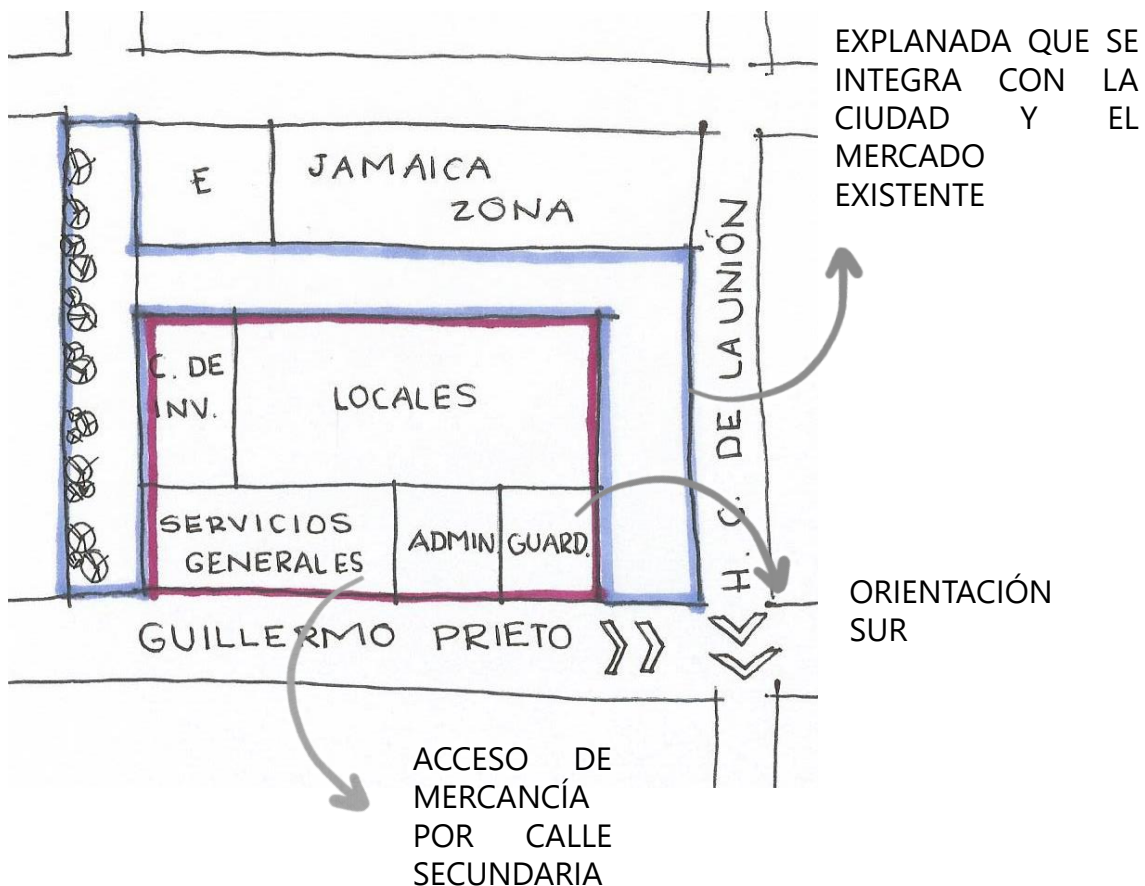 EXPLANADA QUE SE
INTEGRA CON LA
CIUDAD Y EL
MERCADO
EXISTENTE
E
JAMAICA
ZONA
H. C. DE LA UNIÓN
C. DE
INV.
LOCALES
SERVICIOS
GENERALES
ADMIN
GUARD.
ORIENTACIÓN
SUR
GUILLERMO PRIETO
ACCESO DE
MERCANCÍA
POR CALLE
SECUNDARIA